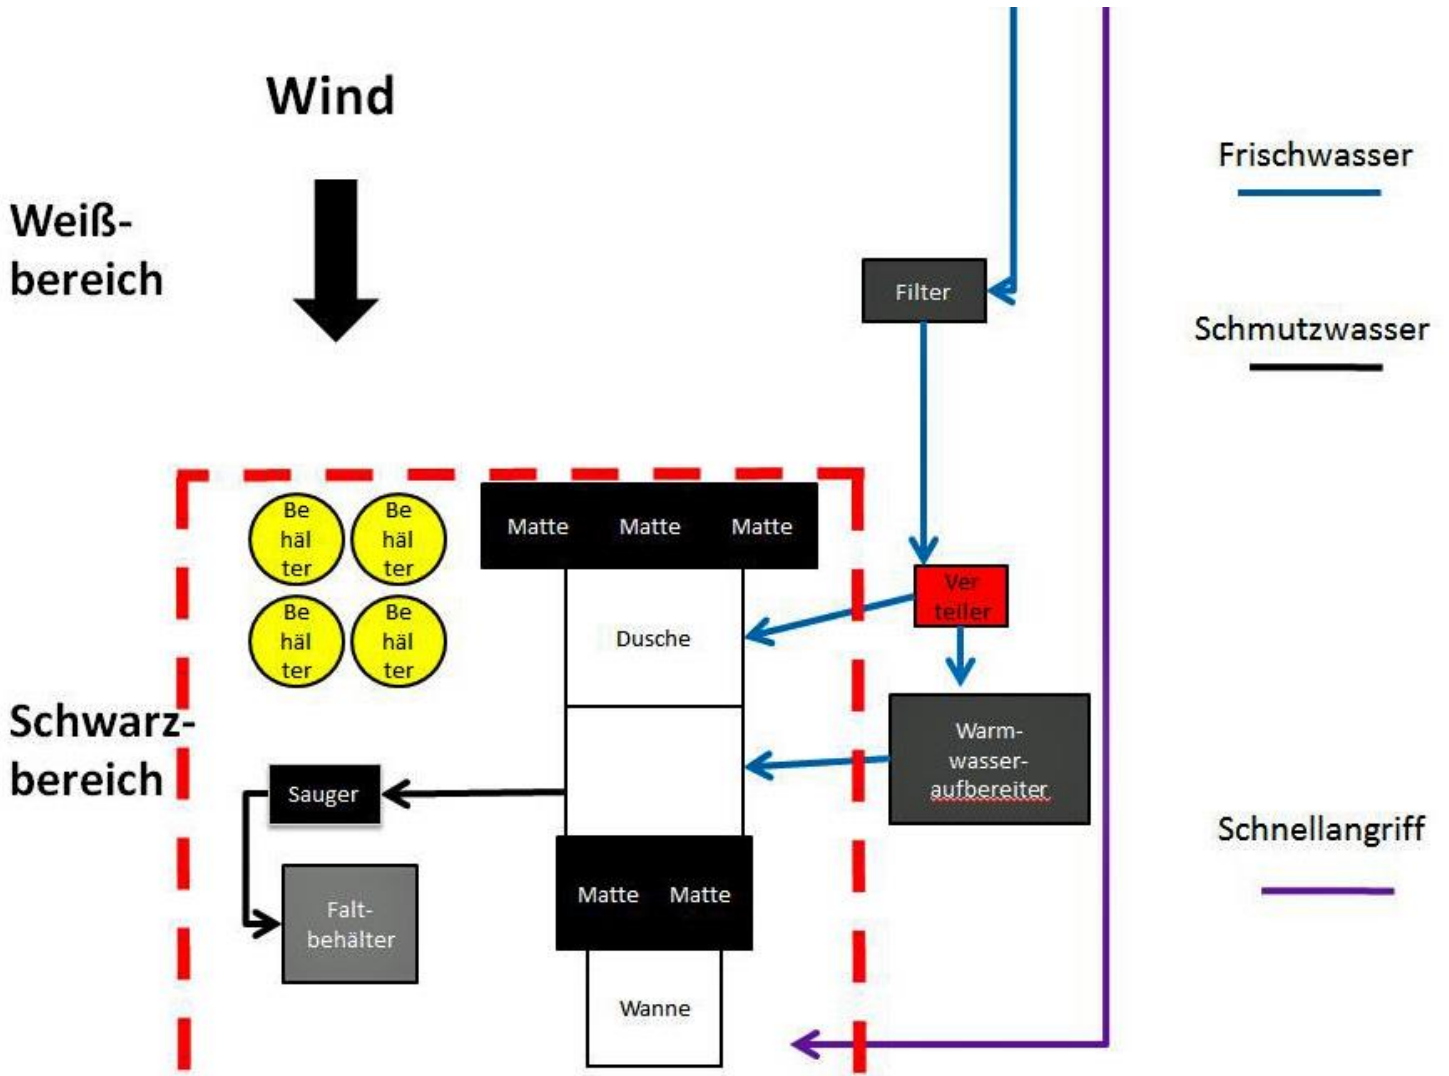 Wind
Weiß-
bereich
Frischwasser
Filter
Schmutzwasser
Be
häl
ter
Be
häl
ter
Matte Matte Matte
Ver
teiler
Be
häl
ter
Be
häl
ter
Dusche
Schwarz-
bereich
Warm-
wasser-
aufbereiter
Sauger
Schnellangriff
Matte Matte
Falt-
behälter
Wanne